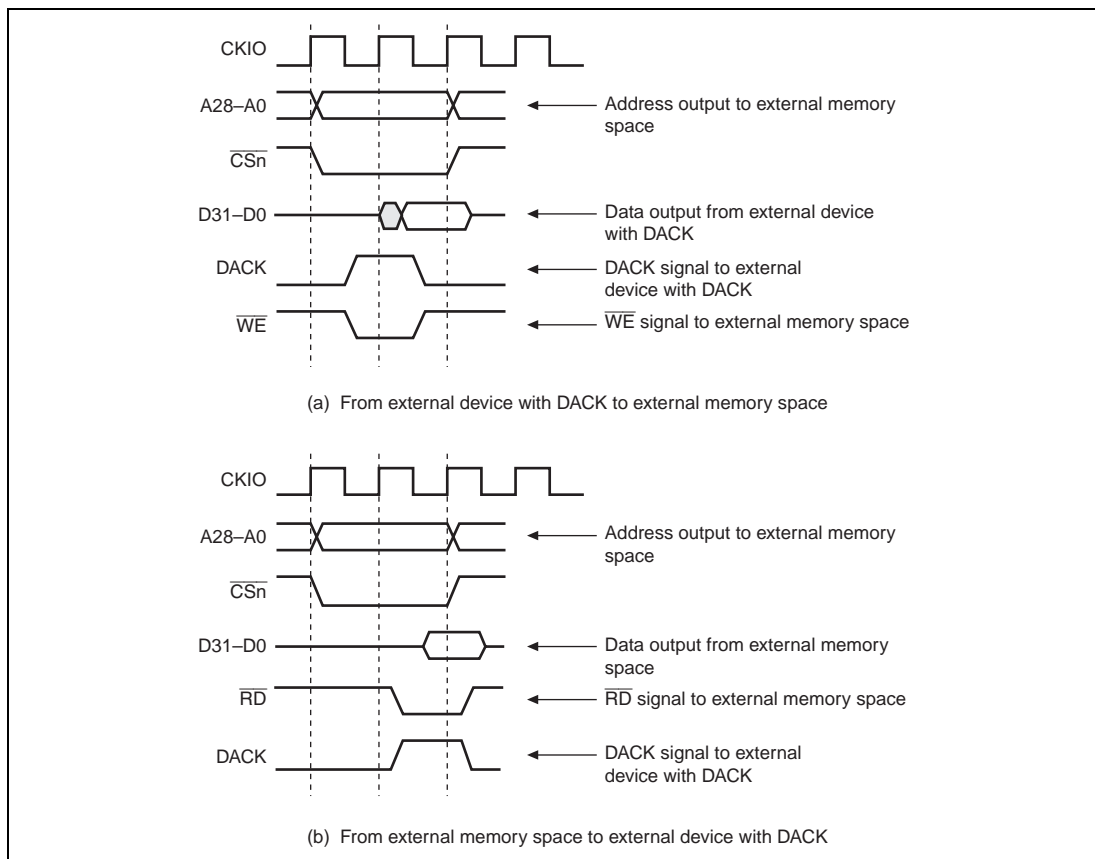 CKIO
A28–A0
Address output to external memory
space
CSn
D31–D0
Data output from external device
with DACK
DACK
DACK signal to external
device with DACK
WE
WE signal to external memory space
(a) From external device with DACK to external memory space
CKIO
A28–A0
Address output to external memory
space
CSn
D31–D0
Data output from external memory
space
RD
RD signal to external memory space
DACK
DACK signal to external
device with DACK
(b) From external memory space to external device with DACK